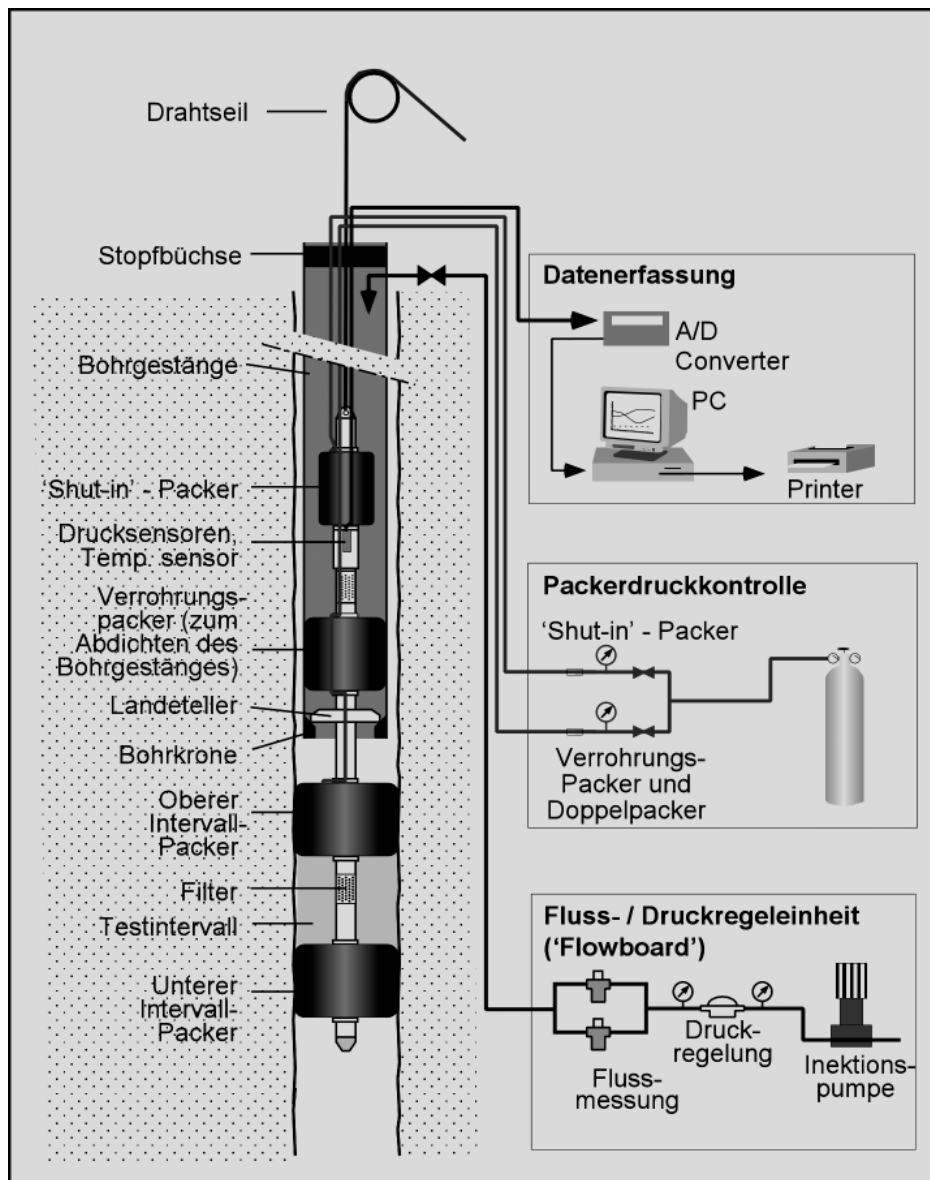 Drahtseil
Stopfbüchse
Bohrgestänge
'Shut-in' - Packer
Drucksensoren,
Temp. sensor
Verrohrungs-
packer (zum
Abdichten des
Bohrgestänges)
Landeteller
Bohrkrone
Oberer
Intervall-
Packer
Filter
Testintervall
Unterer
Intervall-
Packer
Datenerfassung
A/D
Converter
PC
Printer
Packerdruckkontrolle
'Shut-in' - Packer
Verrohrungs-
Packer und
Doppelpacker
Fluss- / Druckregeleinheit
('Flowboard')
Druck-
regelung
Fluss-
messung
Inektions-
pumpe